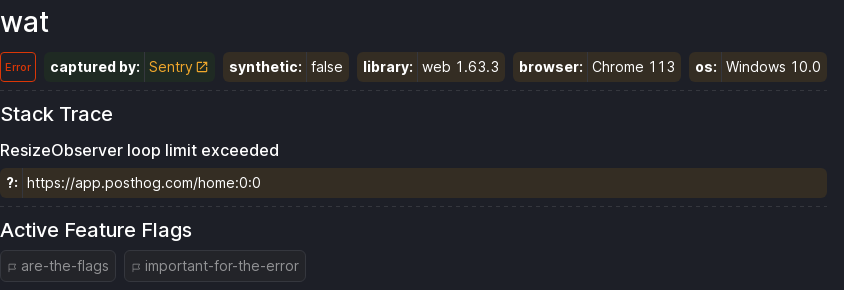 wat
Error captured by: Sentry synthetic: false library: web 1.63.3 browser: Chrome 113 os: Windows 10.0
Stack Trace
ResizeObserver loop limit exceeded
?: https://app.posthog.com/home:0:0
Active Feature Flags
are-the-flags important-for-the-error